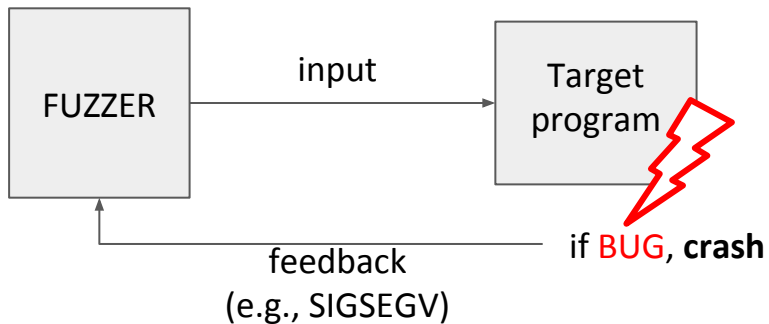 FUZZER
input
Target
program
if BUG, crash
feedback
(e.g., SIGSEGV)